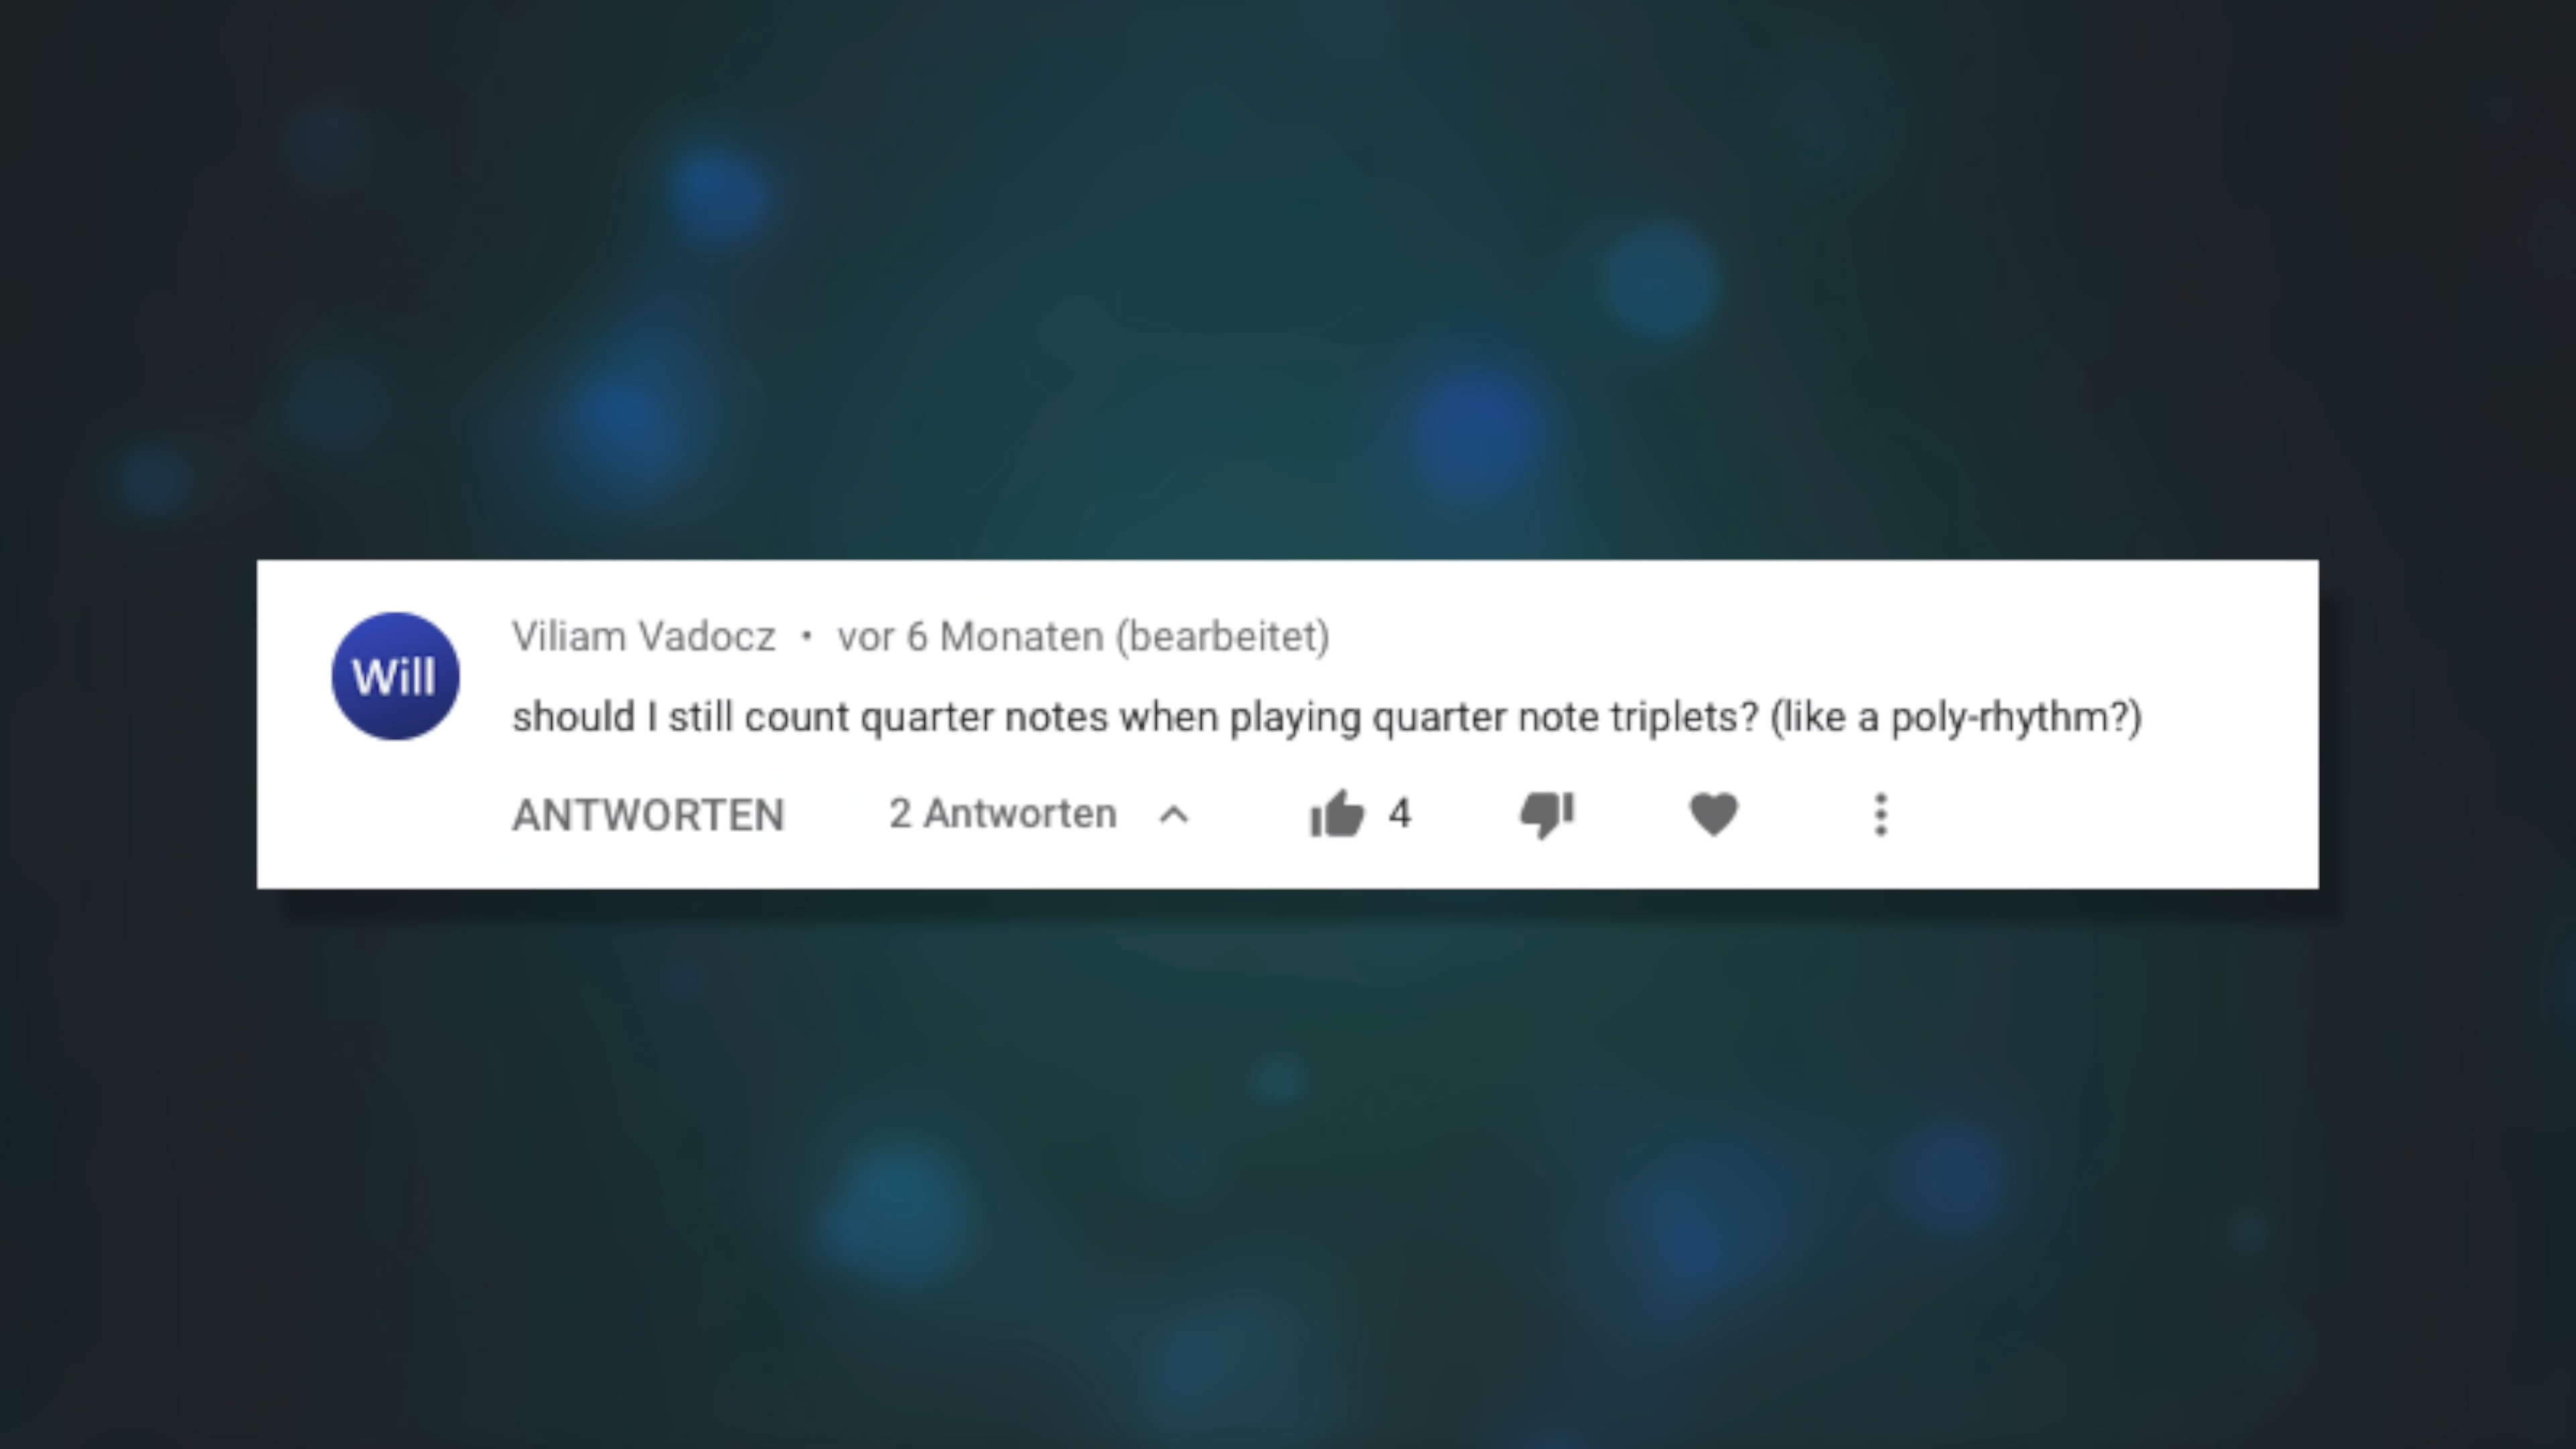 Will
Viliam Vadocz • vor 6 Monaten (bearbeitet)
should I still count quarter notes when playing quarter note triplets? (like a poly-rhythm?)
ANTWORTEN 2 Antworten 4